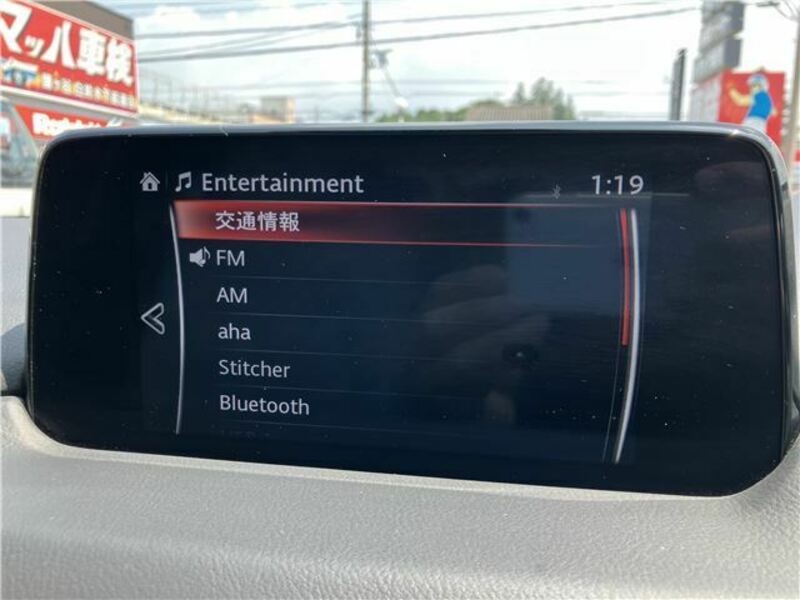 マッハ車検
Entertainment
1:19
交通情報
FM
AM
aha
Stitcher
Bluetooth